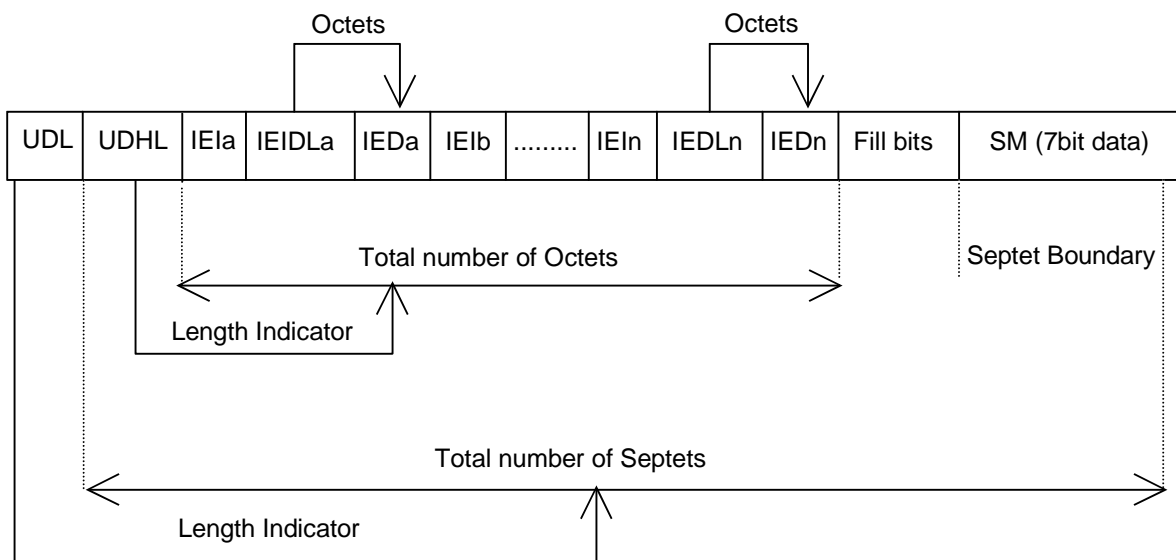 Octets Octets
UDL UDHL IEIa IEIDLa IEDa IEIb ......... IEIn IEDLn IEDn Fill bits SM (7bit data)
Total number of Octets
Septet Boundary
Length Indicator
Total number of Septets
Length Indicator